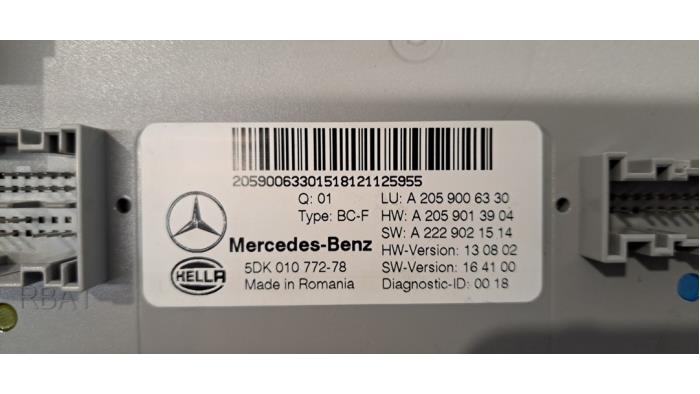 20590063301518121125955
Q: 01 LU: A 205 900 63 30
Type: BC-F HW: A 205 901 39 04
SW: A 222 902 15 14
Mercedes-Benz HW-Version: 13 08 02
HELLA 5DK 010 772-78 SW-Version: 16 41 00
Made in Romania Diagnostic-ID: 00 18
RBA1